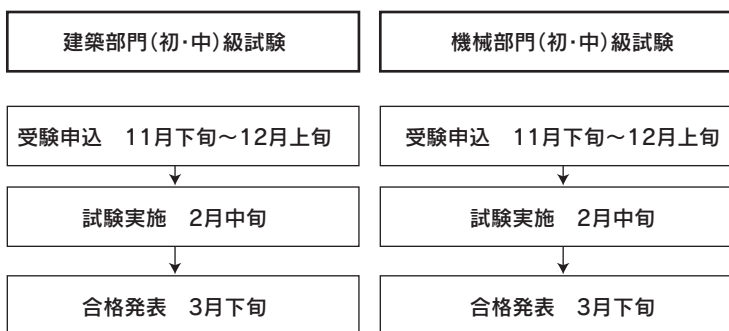 建築部門(初・中)級試験
受験申込　11月下旬～12月上旬
試験実施　2月中旬
合格発表　3月下旬
機械部門(初・中)級試験
受験申込　11月下旬～12月上旬
試験実施　2月中旬
合格発表　3月下旬